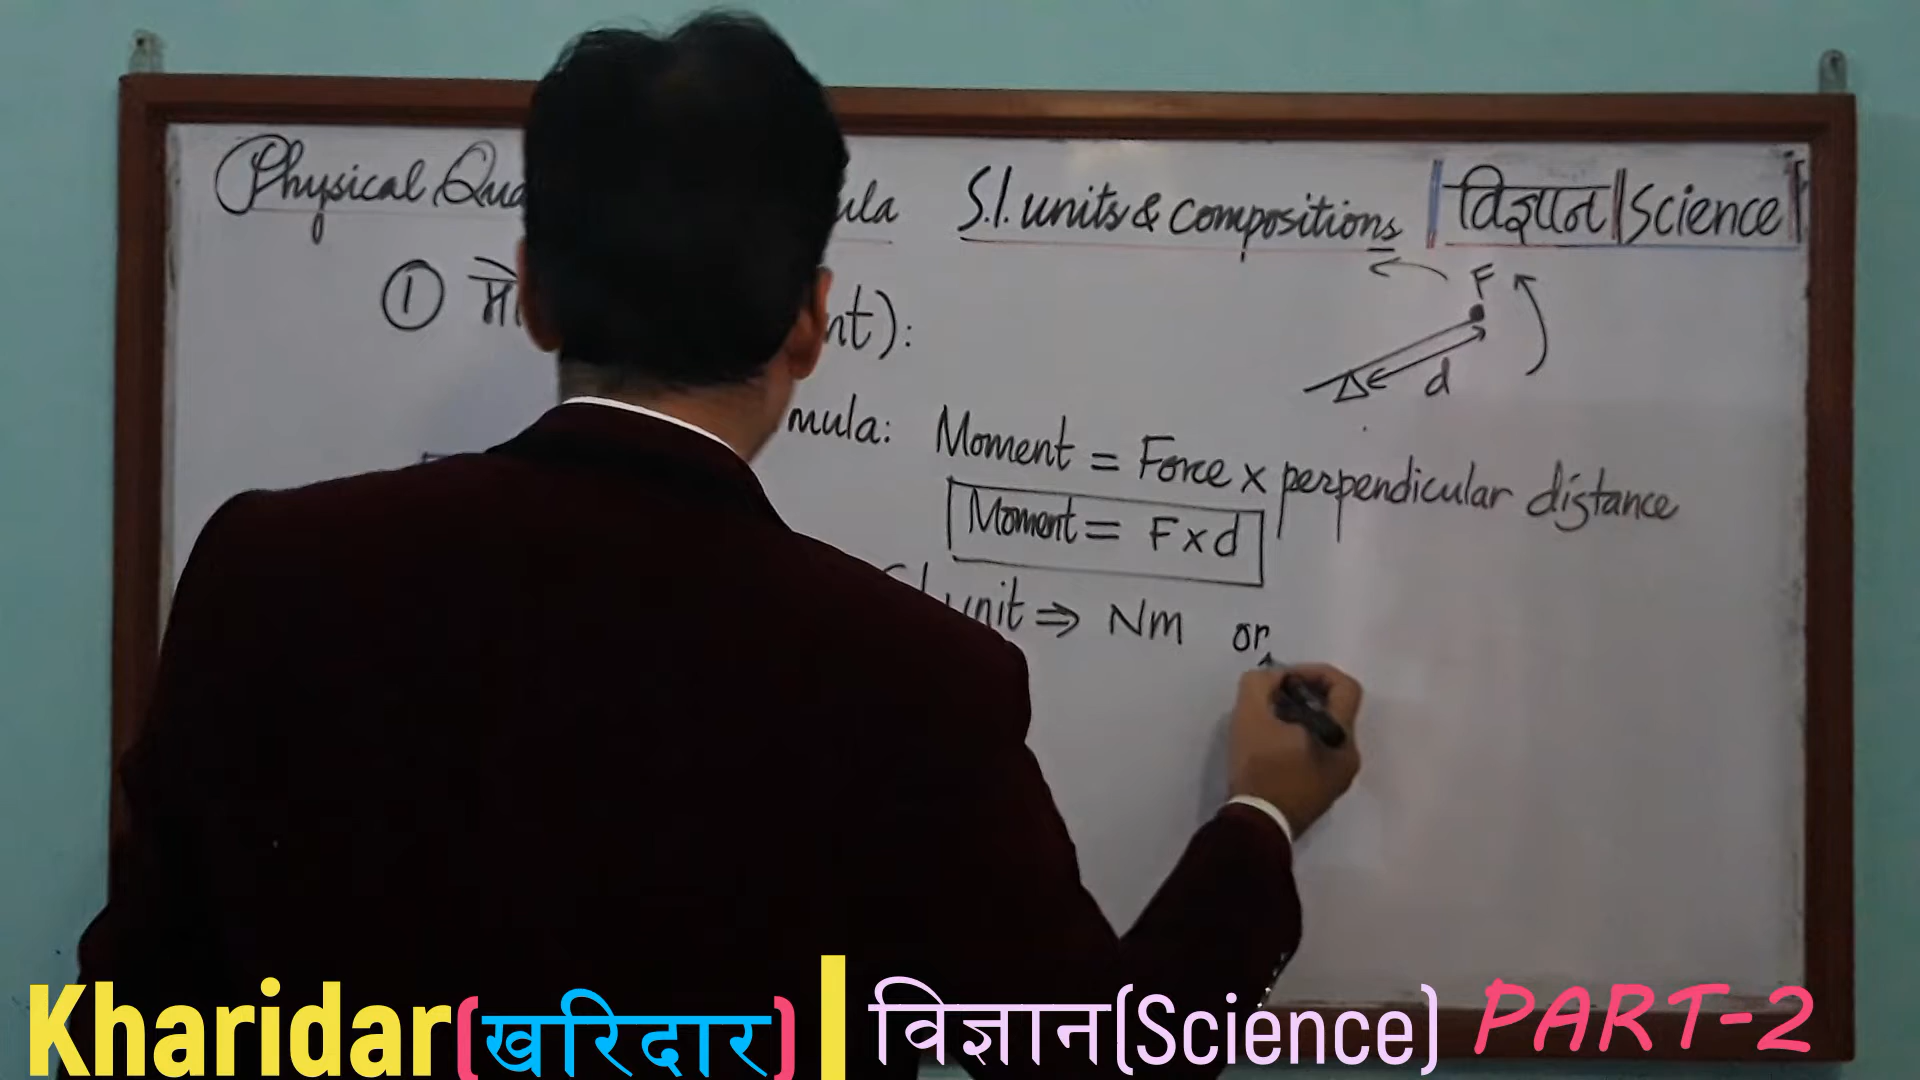 Physical ula S.I. units & compositions विज्ञान Science
① nt):
F
d
mula: Moment = Force x perpendicular distance
Moment = F x d
unit ⇒ Nm or,
Kharidar(खरिदार) विज्ञान(Science) PART-2